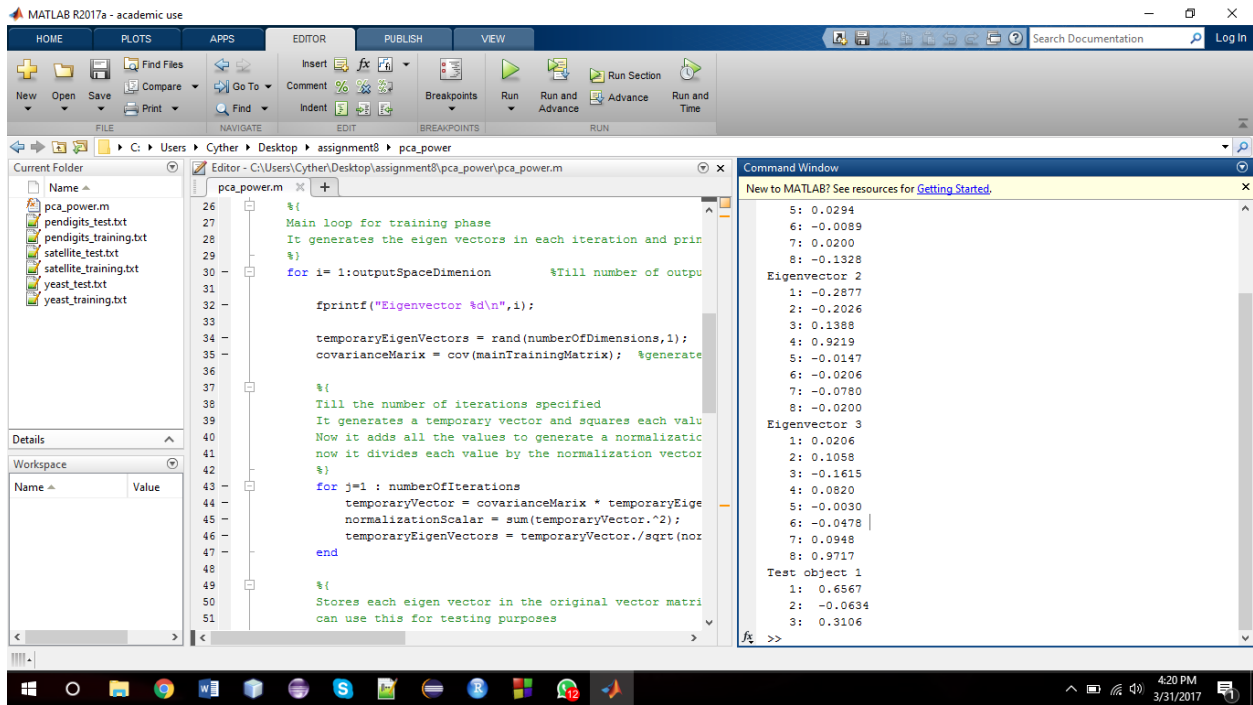 MATLAB R2017a - academic use
HOME PLOTS APPS EDITOR PUBLISH VIEW
Search Documentation
Log In
New
Open
Save
Find Files
Compare
Print
FILE
Go To
Find
NAVIGATE
Insert
fx
Comment
Indent
EDIT
Breakpoints
BREAKPOINTS
Run
Run and Advance
Run Section
Advance
Run and Time
RUN
C: Users Cyther Desktop assignment8 pca_power
Current Folder
Name
pca_power.m
pendigits_test.txt
pendigits_training.txt
satellite_test.txt
satellite_training.txt
yeast_test.txt
yeast_training.txt
Details
Workspace
Name Value
Editor - C:\Users\Cyther\Desktop\assignment8\pca_power\pca_power.m
pca_power.m
26 %{
27 Main loop for training phase
28 It generates the eigen vectors in each iteration and prin
29 %}
30 for i= 1:outputSpaceDimenion %Till number of outpu
31
32 fprintf("Eigenvector %d\n",i);
33
34 temporaryEigenVectors = rand(numberOfDimensions,1);
35 covarianceMarix = cov(mainTrainingMatrix); %generate
36
37 %{
38 Till the number of iterations specified
39 It generates a temporary vector and squares each valu
40 Now it adds all the values to generate a normalizatic
41 now it divides each value by the normalization vector
42 %}
43 for j=1 : numberOfIterations
44 temporaryVector = covarianceMarix * temporaryEige
45 normalizationScalar = sum(temporaryVector.^2);
46 temporaryEigenVectors = temporaryVector./sqrt(nor
47 end
48
49 %{
50 Stores each eigen vector in the original vector matri
51 can use this for testing purposes
Command Window
New to MATLAB? See resources for Getting Started.
5: 0.0294
6: -0.0089
7: 0.0200
8: -0.1328
Eigenvector 2
1: -0.2877
2: -0.2026
3: 0.1388
4: 0.9219
5: -0.0147
6: -0.0206
7: -0.0780
8: -0.0200
Eigenvector 3
1: 0.0206
2: 0.1058
3: -0.1615
4: 0.0820
5: -0.0030
6: -0.0478
7: 0.0948
8: 0.9717
Test object 1
1: 0.6567
2: -0.0634
3: 0.3106
fx >>
4:20 PM
3/31/2017
12
1